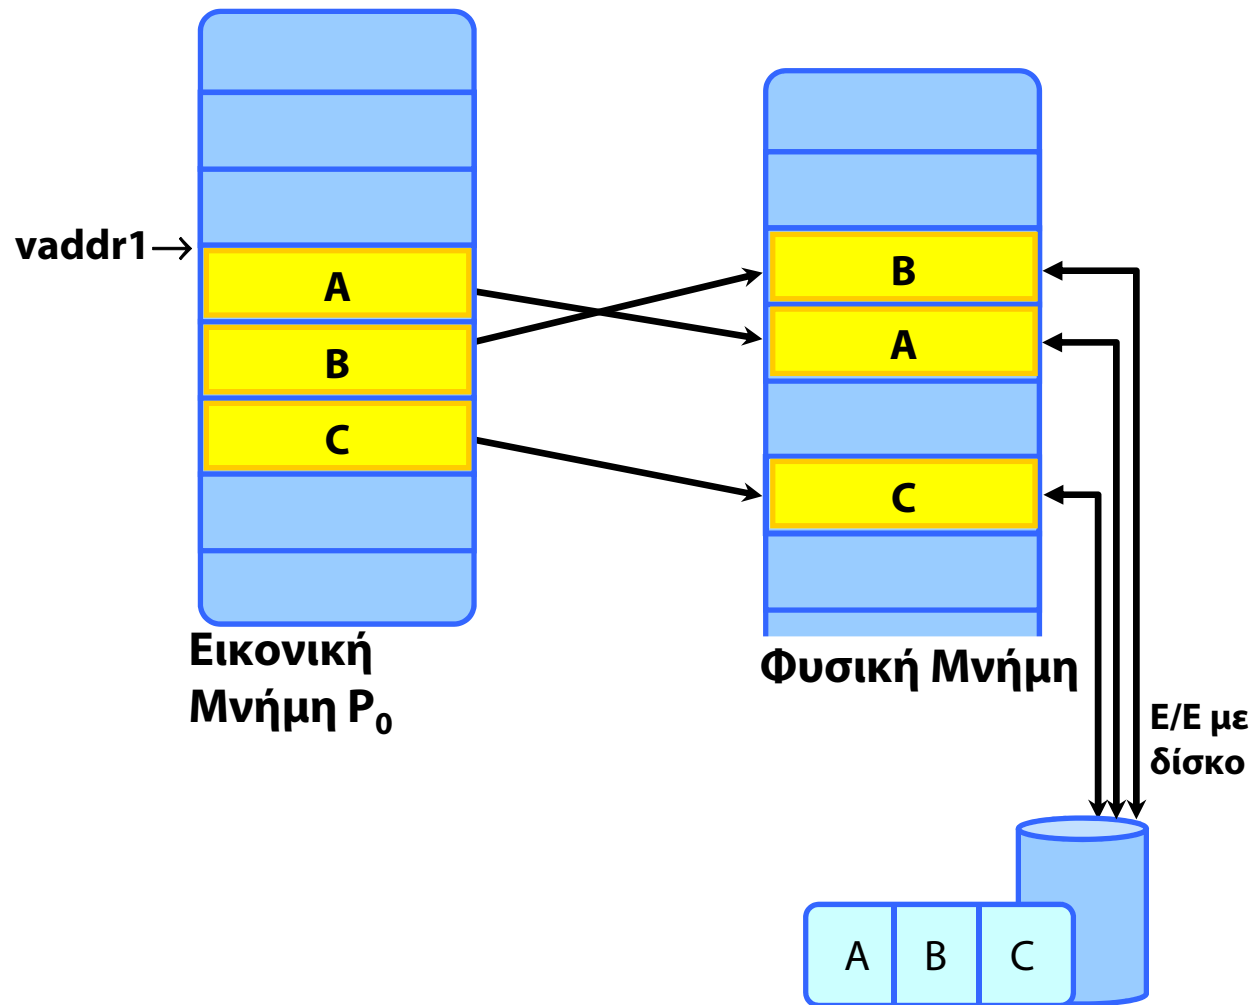 vaddr1→
A
B
C
Εικονική
Μνήμη P₀
B
A
C
Φυσική Μνήμη
Ε/Ε με
δίσκο
A B C